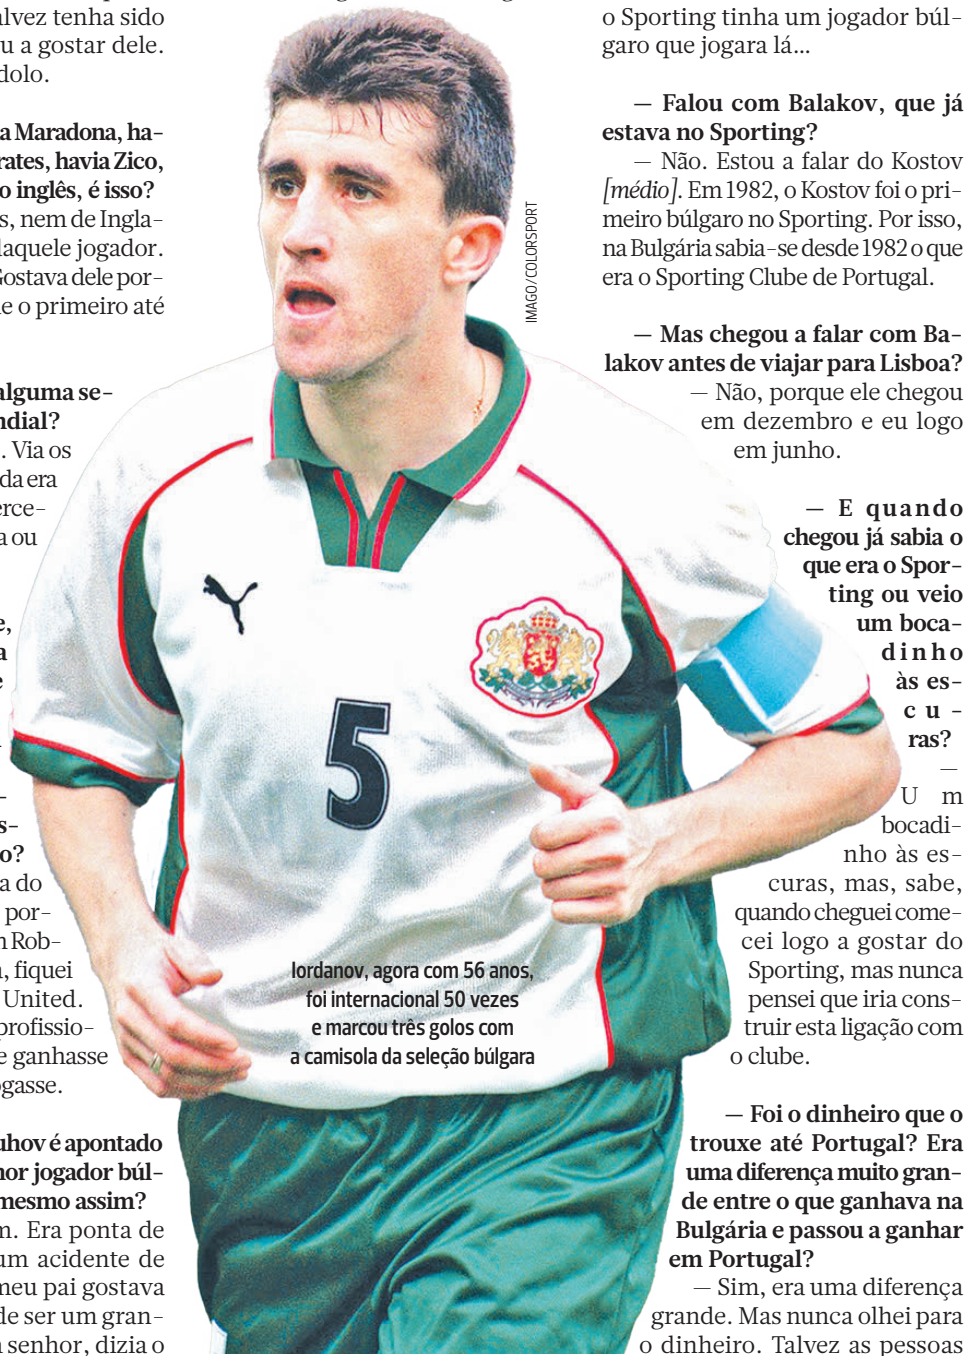 alvez tenha sido
u a gostar dele.
dolo.
a Maradona, ha-
rates, havia Zico,
o inglês, é isso?
s, nem de Ingla-
laquele jogador.
Gostava dele por-
e o primeiro até
alguma se-
ndial?
. Via os
da era
erce-
a ou
e,
a
e
-
s-
o?
a do
por-
n Rob-
, fiquei
United.
profissio-
e ganhasse
ogasse.
uhov é apontado
hor jogador búl-
mesmo assim?
m. Era ponta de
um acidente de
meu pai gostava
de ser um gran-
senhor, dizia o
IMAGO/COLORSPORT
5
Iordanov, agora com 56 anos,
foi internacional 50 vezes
e marcou três golos com
a camisola da seleção búlgara
o Sporting tinha um jogador búl-
garo que jogara lá...
— Falou com Balakov, que já
estava no Sporting?
— Não. Estou a falar do Kostov
[médio]. Em 1982, o Kostov foi o pri-
meiro búlgaro no Sporting. Por isso,
na Bulgária sabia-se desde 1982 o que
era o Sporting Clube de Portugal.
— Mas chegou a falar com Ba-
lakov antes de viajar para Lisboa?
— Não, porque ele chegou
em dezembro e eu logo
em junho.
— E quando
chegou já sabia o
que era o Spor-
ting ou veio
um boca-
dinho
às es-
cu-
ras?
—
Um
bocadi-
nho às es-
curas, mas, sabe,
quando cheguei come-
cei logo a gostar do
Sporting, mas nunca
pensei que iria cons-
truir esta ligação com
o clube.
— Foi o dinheiro que o
trouxe até Portugal? Era
uma diferença muito gran-
de entre o que ganhava na
Bulgária e passou a ganhar
em Portugal?
— Sim, era uma diferença
grande. Mas nunca olhei para
o dinheiro. Talvez as pessoas